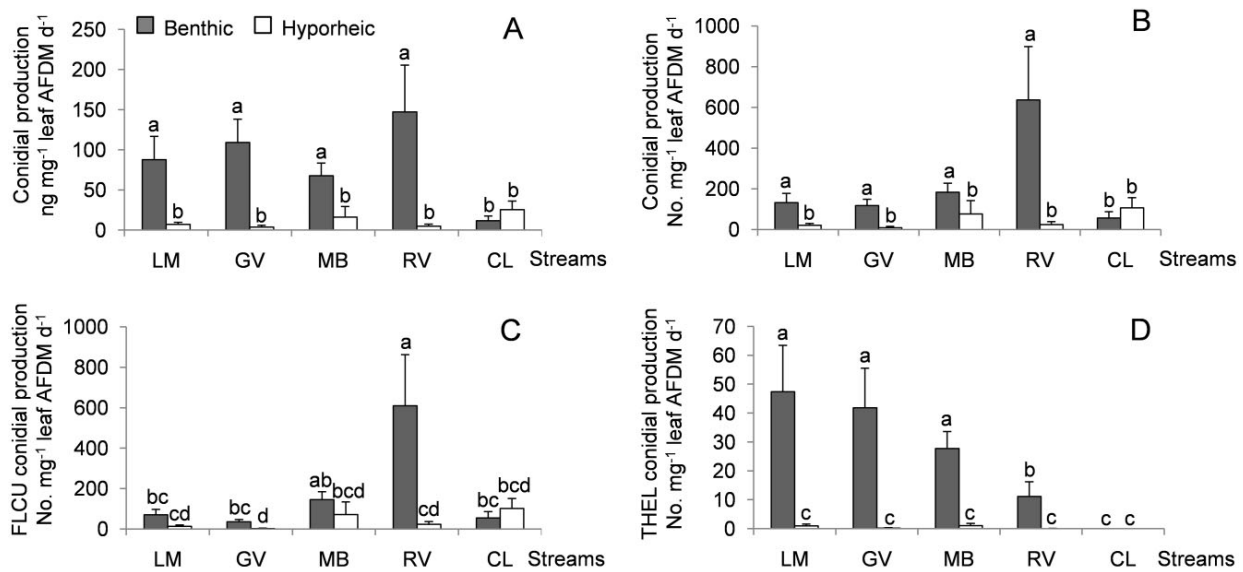 Benthic Hyporheic
A
Conidial production
ng mg⁻¹ leaf AFDM d⁻¹
250
200
150
100
50
0
a
b
a
b
a
b
a
b
b
b
LM GV MB RV CL Streams
B
Conidial production
No. mg⁻¹ leaf AFDM d⁻¹
1000
800
600
400
200
0
a
b
a
b
a
b
a
b
b
b
LM GV MB RV CL Streams
C
FLCU conidial production
No. mg⁻¹ leaf AFDM d⁻¹
1000
800
600
400
200
0
bc
cd
bc
d
ab
bcd
a
cd
bc
bcd
LM GV MB RV CL Streams
D
THEL conidial production
No. mg⁻¹ leaf AFDM d⁻¹
70
60
50
40
30
20
10
0
a
c
a
c
a
c
b
c
c
c
LM GV MB RV CL Streams